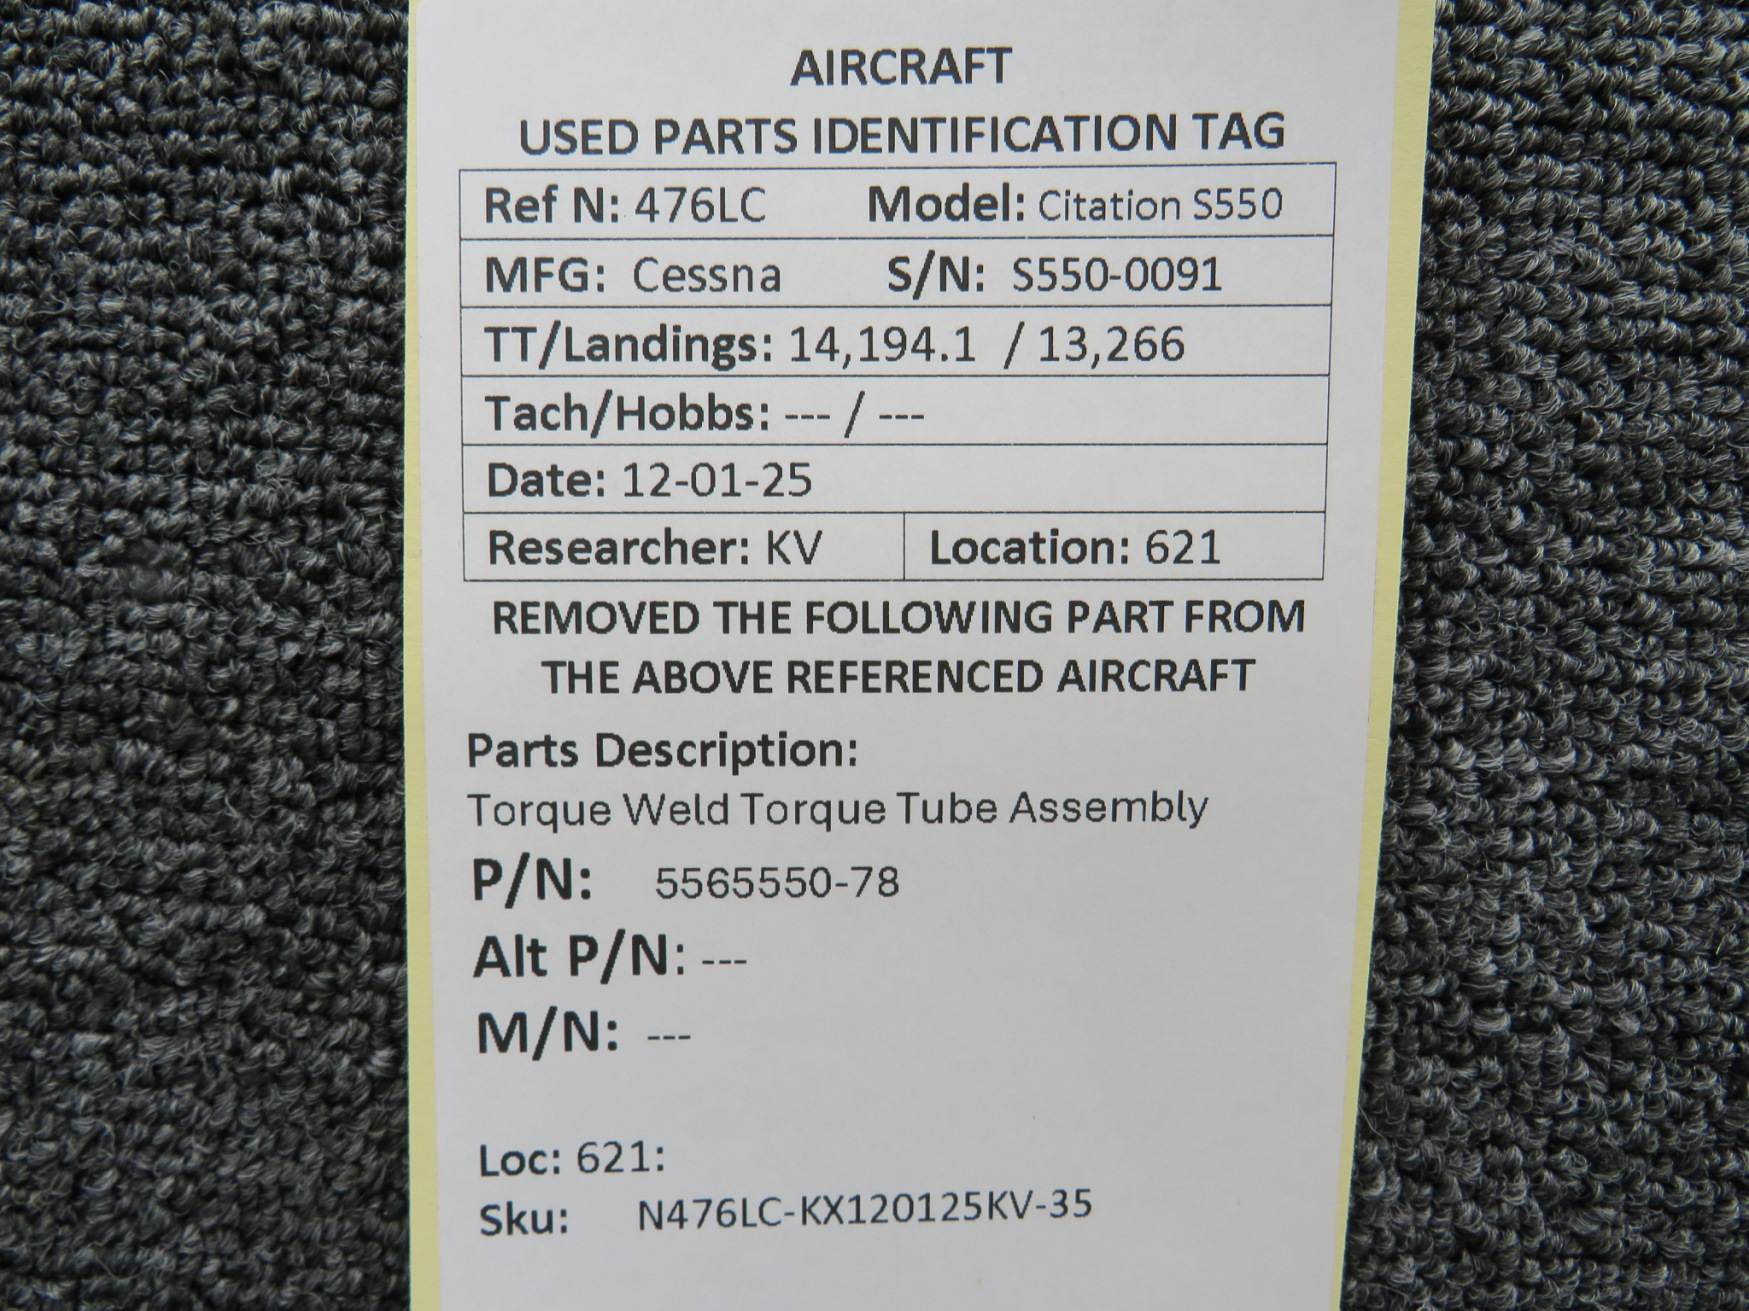 AIRCRAFT
USED PARTS IDENTIFICATION TAG
Ref N: 476LC Model: Citation S550
MFG: Cessna S/N: S550-0091
TT/Landings: 14,194.1 / 13,266
Tach/Hobbs: --- / ---
Date: 12-01-25
Researcher: KV Location: 621
REMOVED THE FOLLOWING PART FROM
THE ABOVE REFERENCED AIRCRAFT
Parts Description:
Torque Weld Torque Tube Assembly
P/N: 5565550-78
Alt P/N: ---
M/N: ---
Loc: 621:
Sku: N476LC-KX120125KV-35